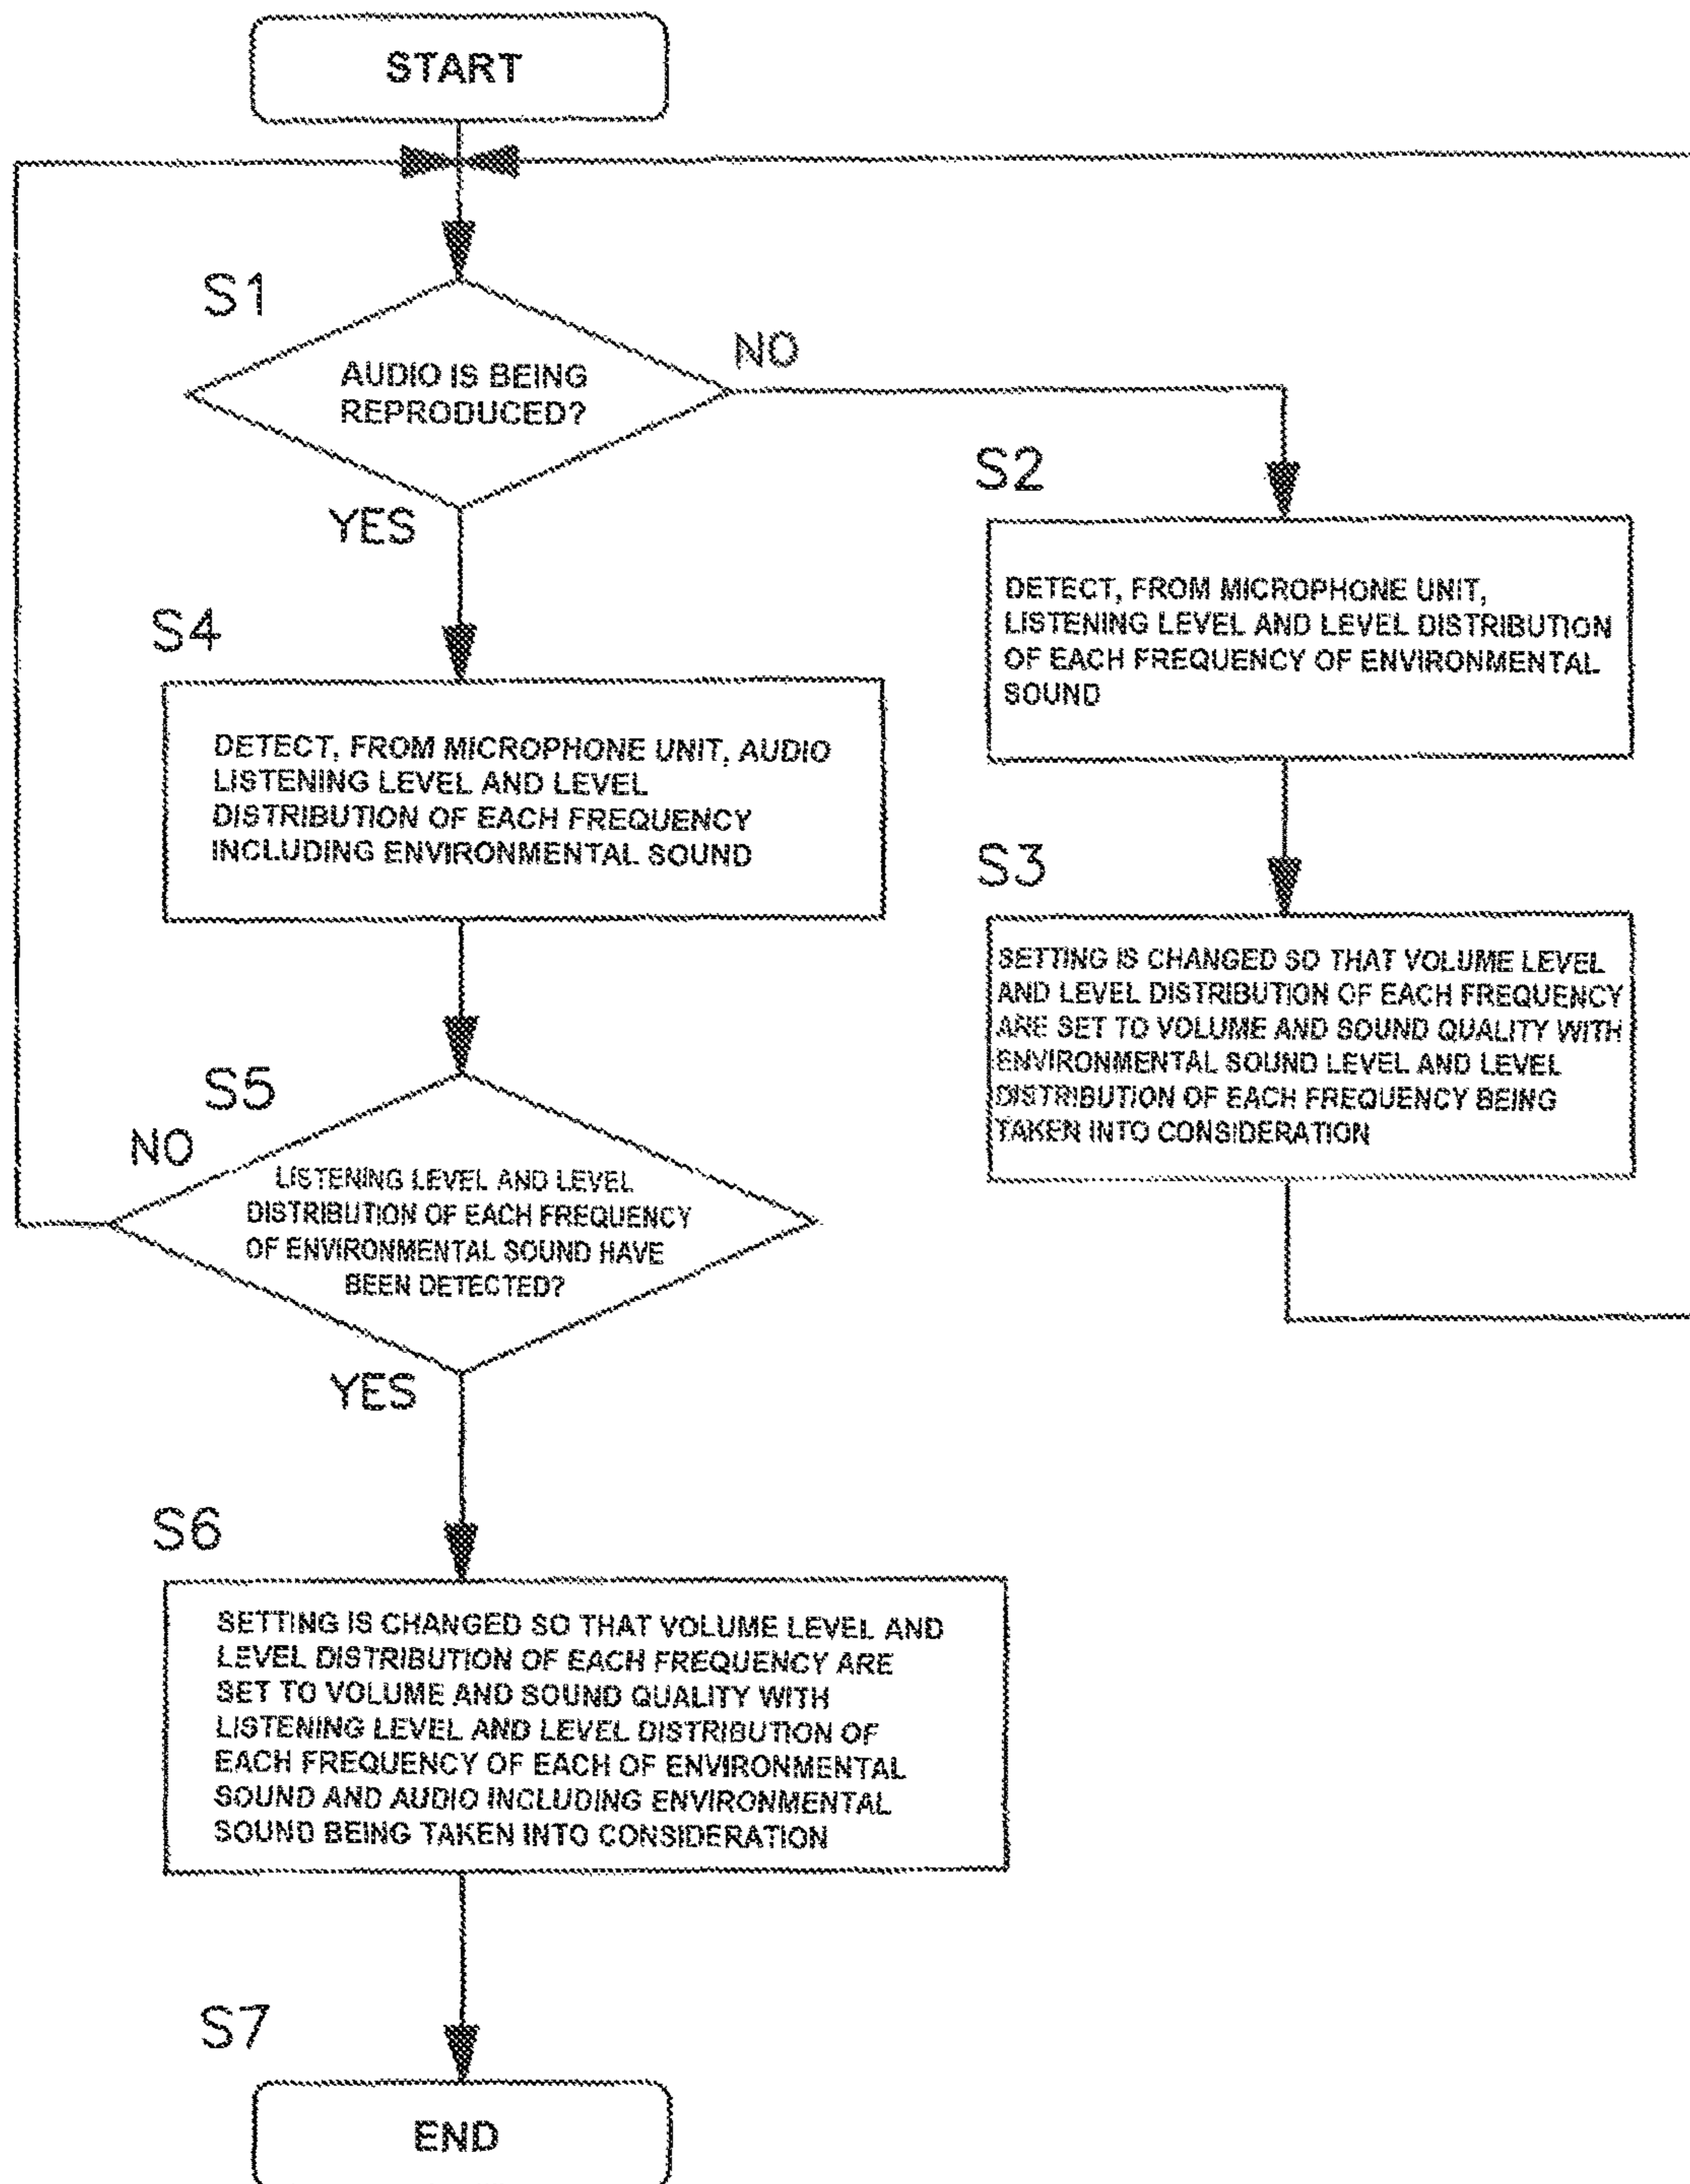 START
S1
AUDIO IS BEING
REPRODUCED?
NO
YES
S2
DETECT, FROM MICROPHONE UNIT,
LISTENING LEVEL AND LEVEL DISTRIBUTION
OF EACH FREQUENCY OF ENVIRONMENTAL
SOUND
S3
SETTING IS CHANGED SO THAT VOLUME LEVEL
AND LEVEL DISTRIBUTION OF EACH FREQUENCY
ARE SET TO VOLUME AND SOUND QUALITY WITH
ENVIRONMENTAL SOUND LEVEL AND LEVEL
DISTRIBUTION OF EACH FREQUENCY BEING
TAKEN INTO CONSIDERATION
S4
DETECT, FROM MICROPHONE UNIT, AUDIO
LISTENING LEVEL AND LEVEL
DISTRIBUTION OF EACH FREQUENCY
INCLUDING ENVIRONMENTAL SOUND
S5
NO
LISTENING LEVEL AND LEVEL
DISTRIBUTION OF EACH FREQUENCY
OF ENVIRONMENTAL SOUND HAVE
BEEN DETECTED?
YES
S6
SETTING IS CHANGED SO THAT VOLUME LEVEL AND
LEVEL DISTRIBUTION OF EACH FREQUENCY ARE
SET TO VOLUME AND SOUND QUALITY WITH
LISTENING LEVEL AND LEVEL DISTRIBUTION OF
EACH FREQUENCY OF EACH OF ENVIRONMENTAL
SOUND AND AUDIO INCLUDING ENVIRONMENTAL
SOUND BEING TAKEN INTO CONSIDERATION
S7
END